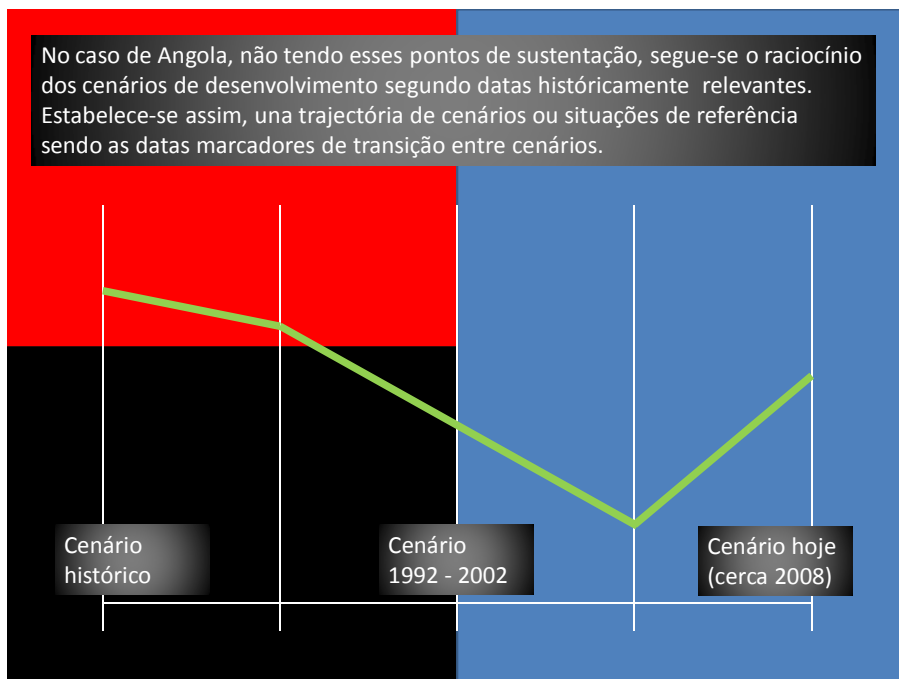 No caso de Angola, não tendo esses pontos de sustentação, segue-se o raciocínio
dos cenários de desenvolvimento segundo datas históricamente relevantes.
Estabelece-se assim, una trajectória de cenários ou situações de referência
sendo as datas marcadores de transição entre cenários.
Cenário
histórico
Cenário
1992 - 2002
Cenário hoje
(cerca 2008)